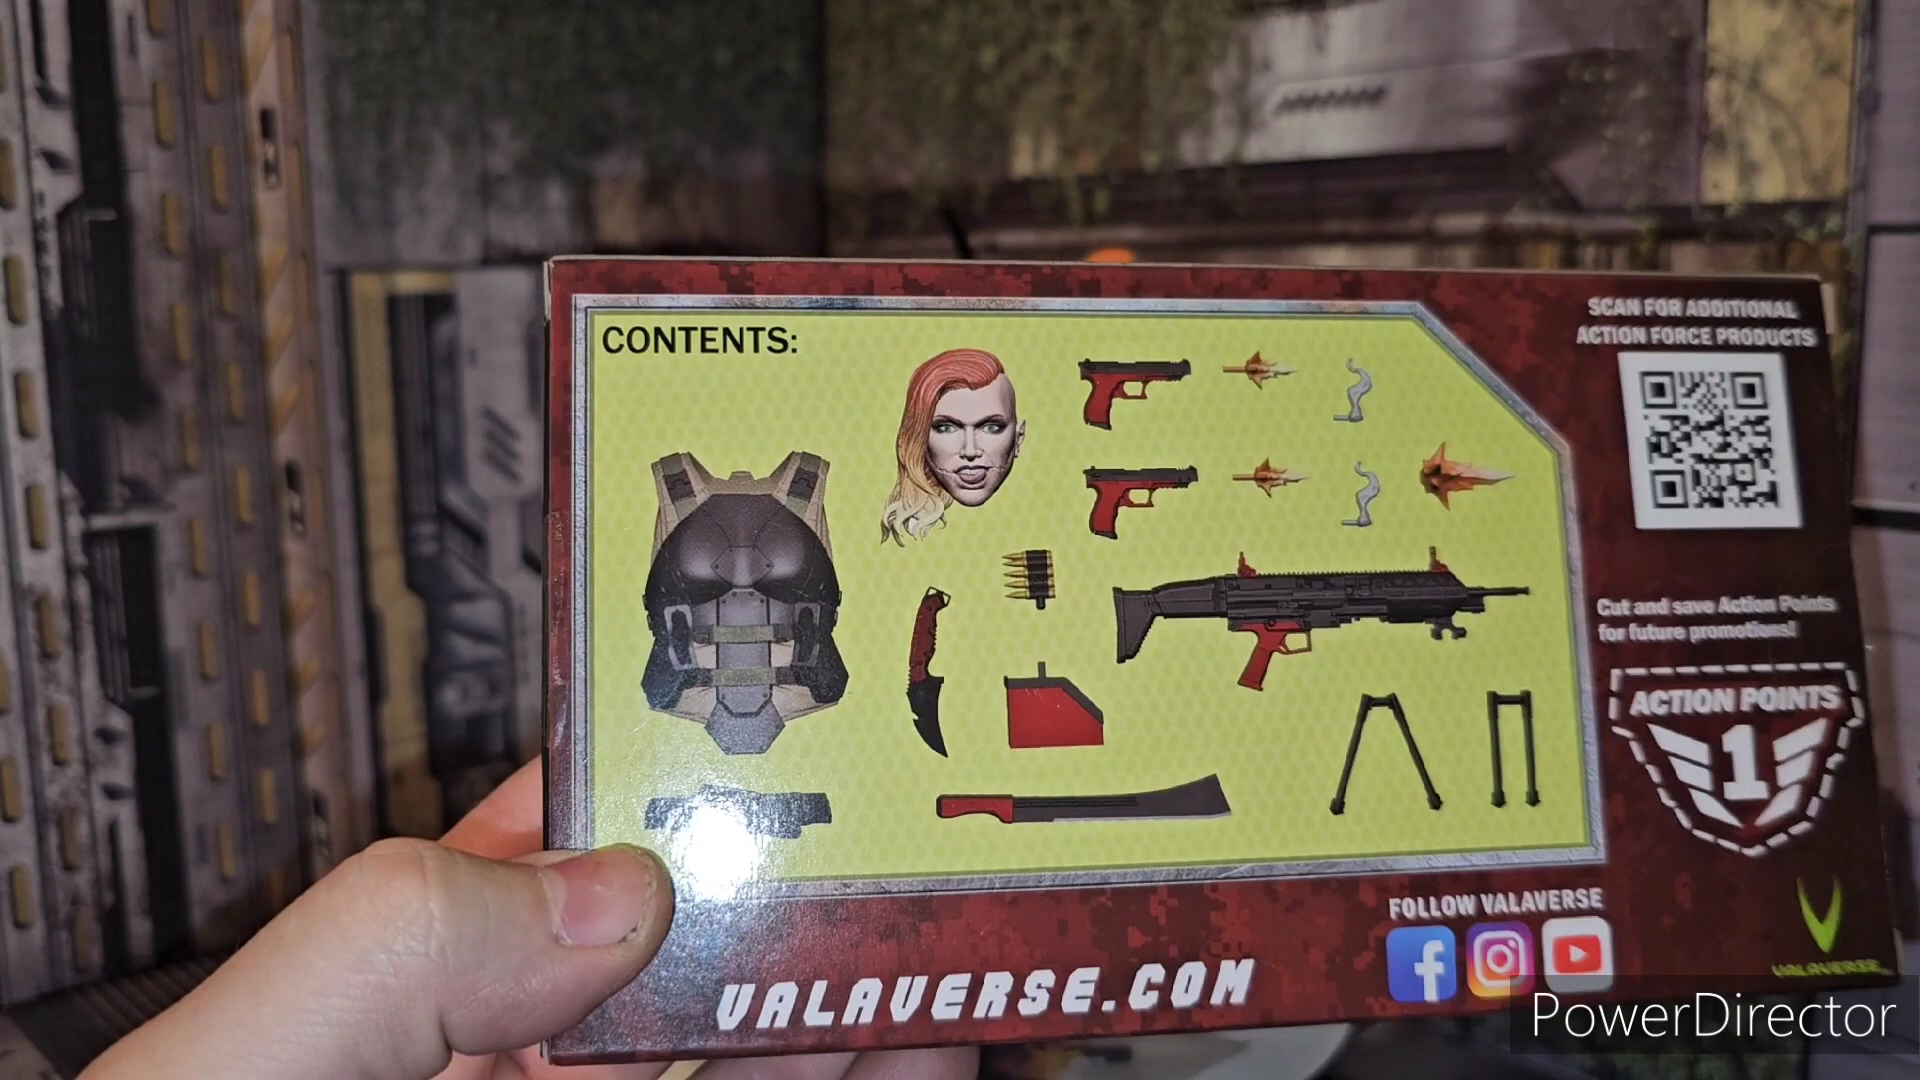 CONTENTS:
SCAN FOR ADDITIONAL
ACTION FORCE PRODUCTS
Cut and save Action Points
for future promotions!
ACTION POINTS
1
FOLLOW VALAVERSE
VALAVERSE.COM
VALAVERSE
PowerDirector